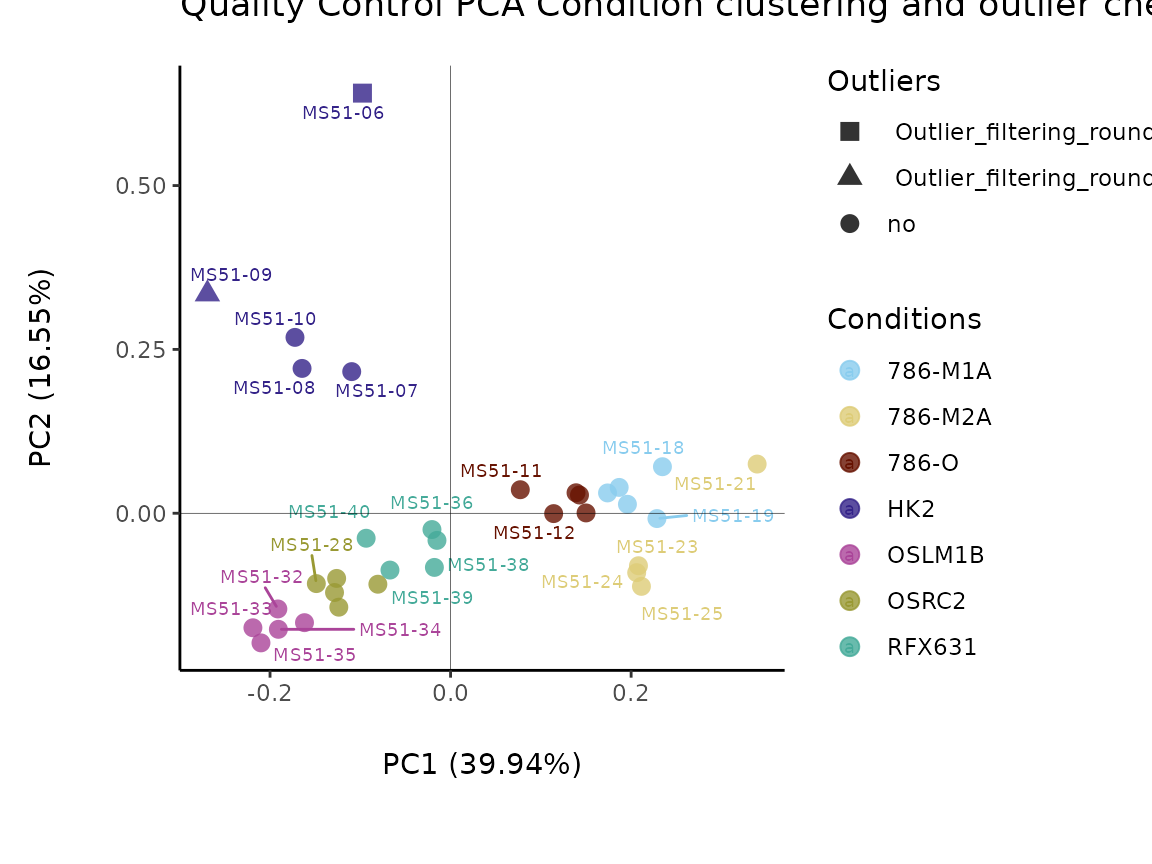 Quality Control PCA Condition clustering and outlier che
MS51-06
MS51-09
MS51-10
MS51-08
MS51-07
MS51-18
MS51-11
MS51-21
MS51-36
MS51-40
MS51-19
MS51-12
MS51-28
MS51-23
MS51-38
MS51-32
MS51-24
MS51-39
MS51-33
MS51-25
MS51-34
MS51-35
0.50
0.25
0.00
-0.2
0.0
0.2
PC2 (16.55%)
PC1 (39.94%)
Outliers
Outlier_filtering_round
Outlier_filtering_round
no
Conditions
a 786-M1A
a 786-M2A
a 786-O
a HK2
a OSLM1B
a OSRC2
a RFX631